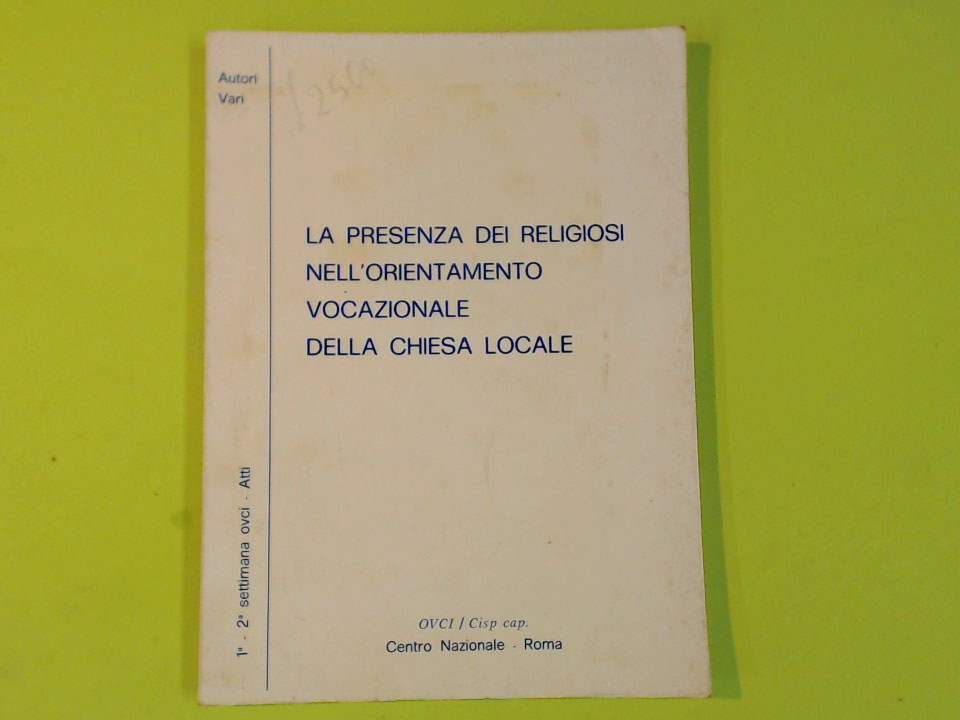 Autori
Vari
£ 2500
LA PRESENZA DEI RELIGIOSI
NELL'ORIENTAMENTO
VOCAZIONALE
DELLA CHIESA LOCALE
1ª - 2ª settimana ovci - Atti
OVCI / Cisp cap.
Centro Nazionale - Roma